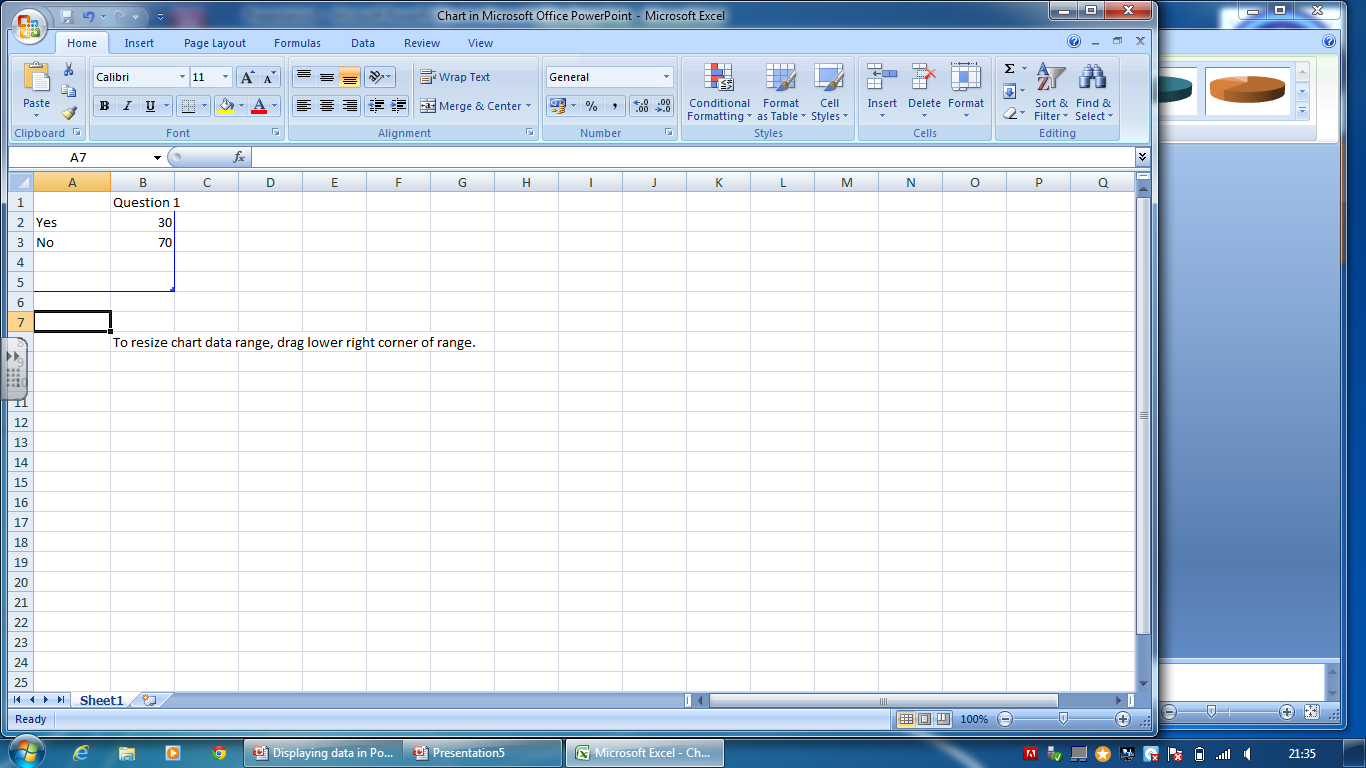 Chart in Microsoft Office PowerPoint - Microsoft Excel
Home Insert Page Layout Formulas Data Review View
Calibri 11 Wrap Text General
Paste B I U Merge & Center % , Conditional Formatting Format as Table Cell Styles Insert Delete Format Σ Sort & Filter Find & Select
Clipboard Font Alignment Number Styles Cells Editing
A7 fx
A B C D E F G H I J K L M N O P Q
1 Question 1
2 Yes 30
3 No 70
4
5
6
7
8 To resize chart data range, drag lower right corner of range.
9
10
11
12
13
14
15
16
17
18
19
20
21
22
23
24
25
Sheet1
Ready 100%
Displaying data in Po... Presentation5 Microsoft Excel - Ch... 21:35